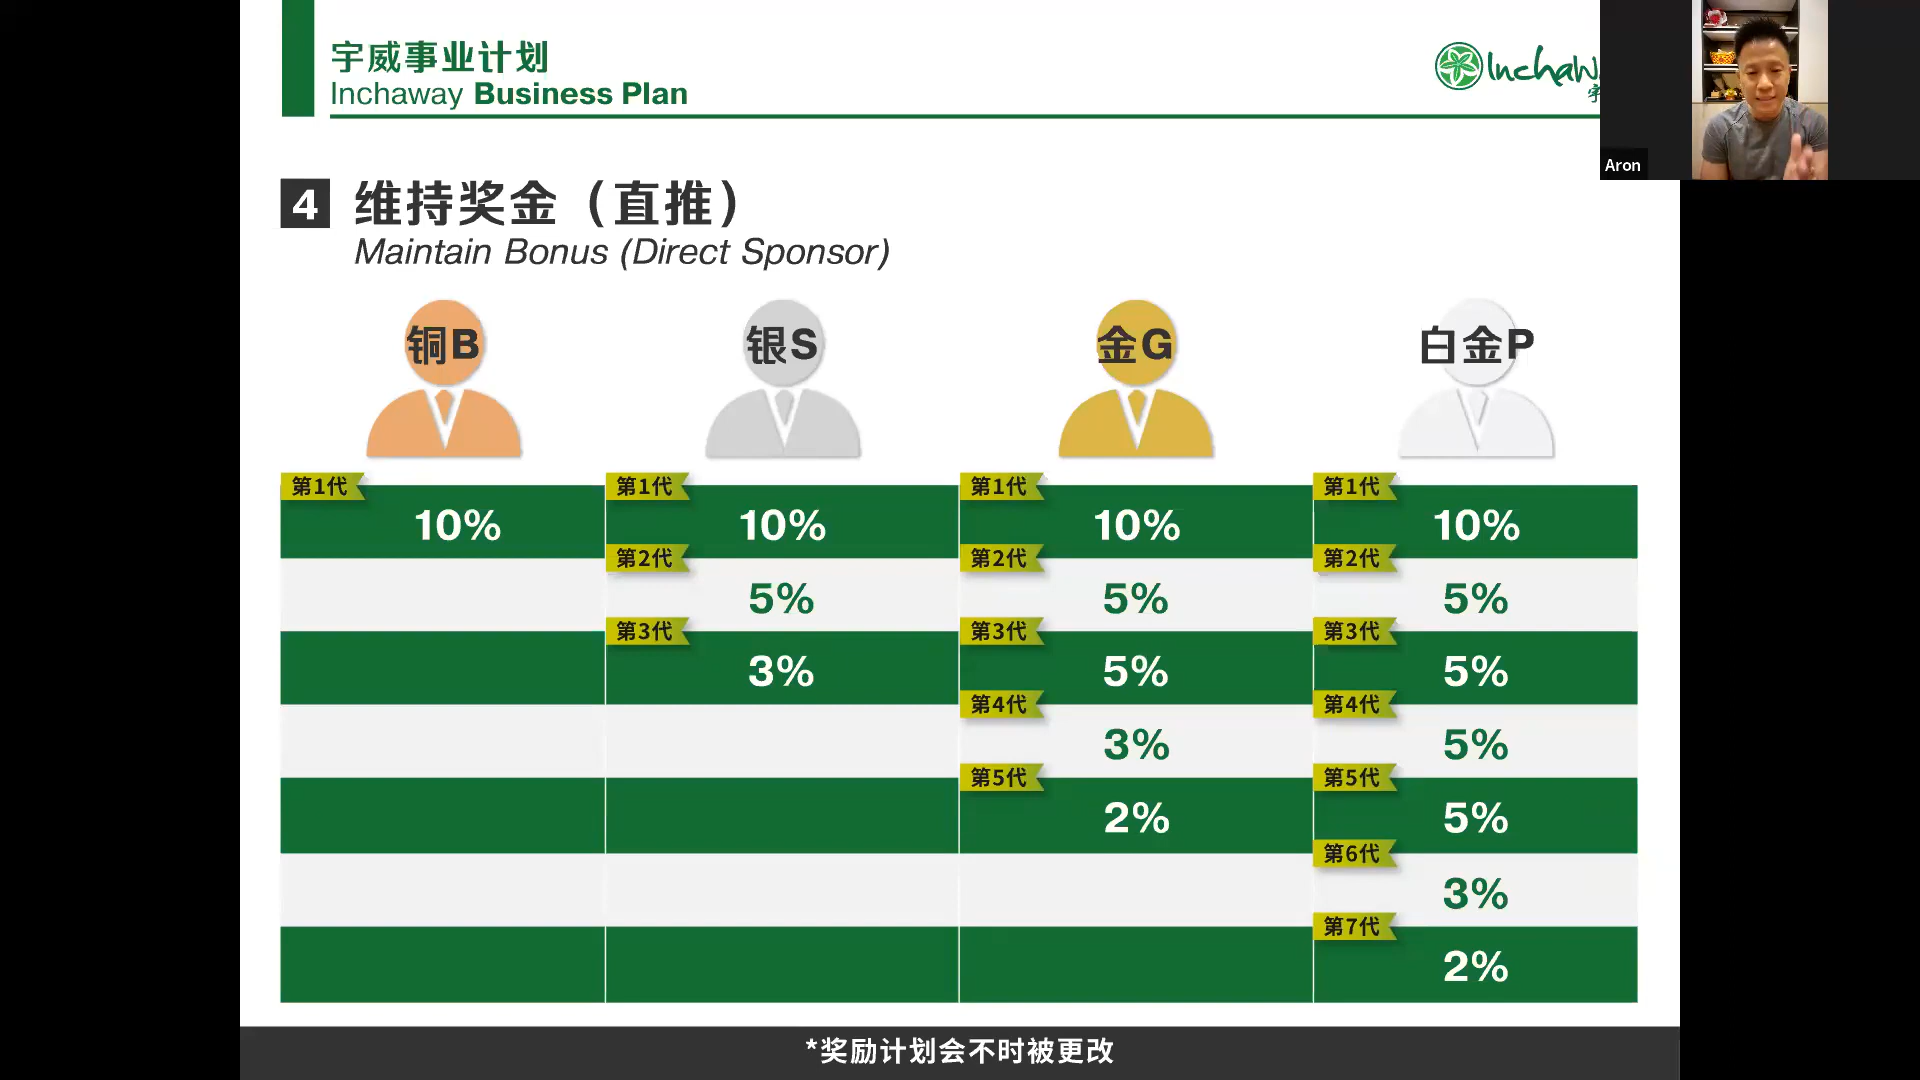 宇威事业计划
Inchaway Business Plan
Inchaw
Aron
4 维持奖金（直推）
Maintain Bonus (Direct Sponsor)
铜B 银S 金G 白金P
第1代 第1代 第1代 第1代
10% 10% 10% 10%
第2代 第2代 第2代
5% 5% 5%
第3代 第3代 第3代
3% 5% 5%
第4代 第4代
3% 5%
第5代 第5代
2% 5%
第6代
3%
第7代
2%
*奖励计划会不时被更改